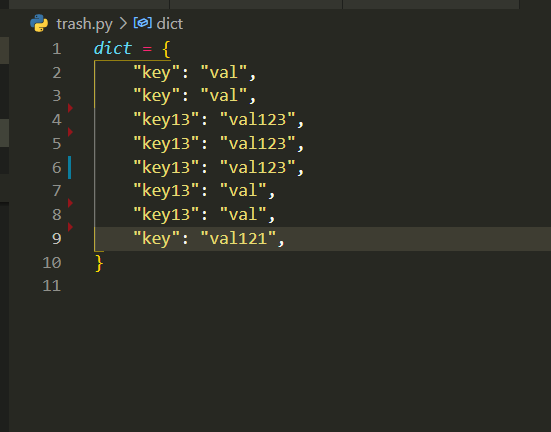 trash.py > dict
1 dict = {
2 "key": "val",
3 "key": "val",
4 "key13": "val123",
5 "key13": "val123",
6 "key13": "val123",
7 "key13": "val",
8 "key13": "val",
9 "key": "val121",
10 }
11